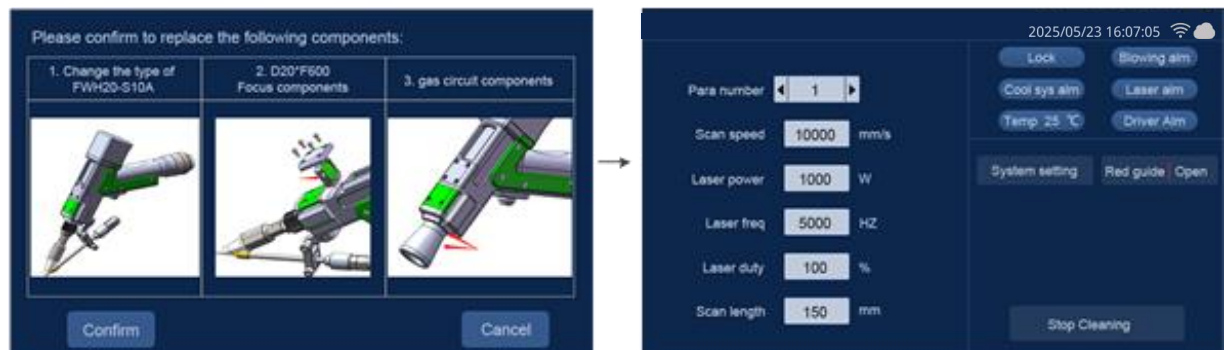 Please confirm to replace the following components:
1. Change the type of
FWH20-S10A
2. D20*F600
Focus components
3. gas circuit components
Confirm
Cancel
2025/05/23 16:07:05
Para number 1
Scan speed 10000 mm/s
Laser power 1000 W
Laser freq 5000 HZ
Laser duty 100 %
Scan length 150 mm
Lock Blowing alm
Cool sys alm Laser alm
Temp 25 ℃ Driver Alm
System setting Red guide Open
Stop Cleaning